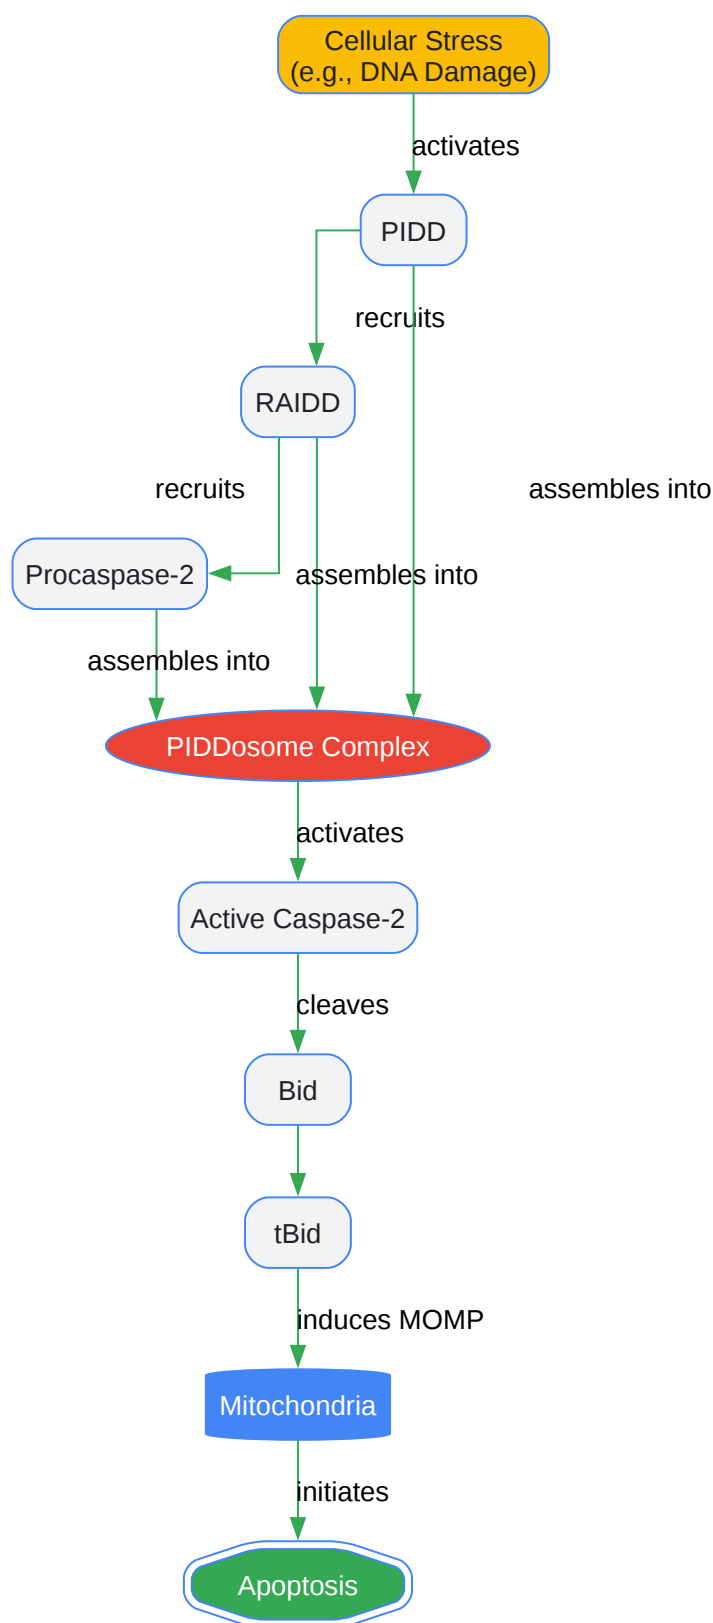 Cellular Stress
(e.g., DNA Damage)
activates
PIDD
recruits
RAIDD
recruits
assembles into
Procaspase-2
assembles into
assembles into
PIDDosome Complex
activates
Active Caspase-2
cleaves
Bid
tBid
induces MOMP
Mitochondria
initiates
Apoptosis